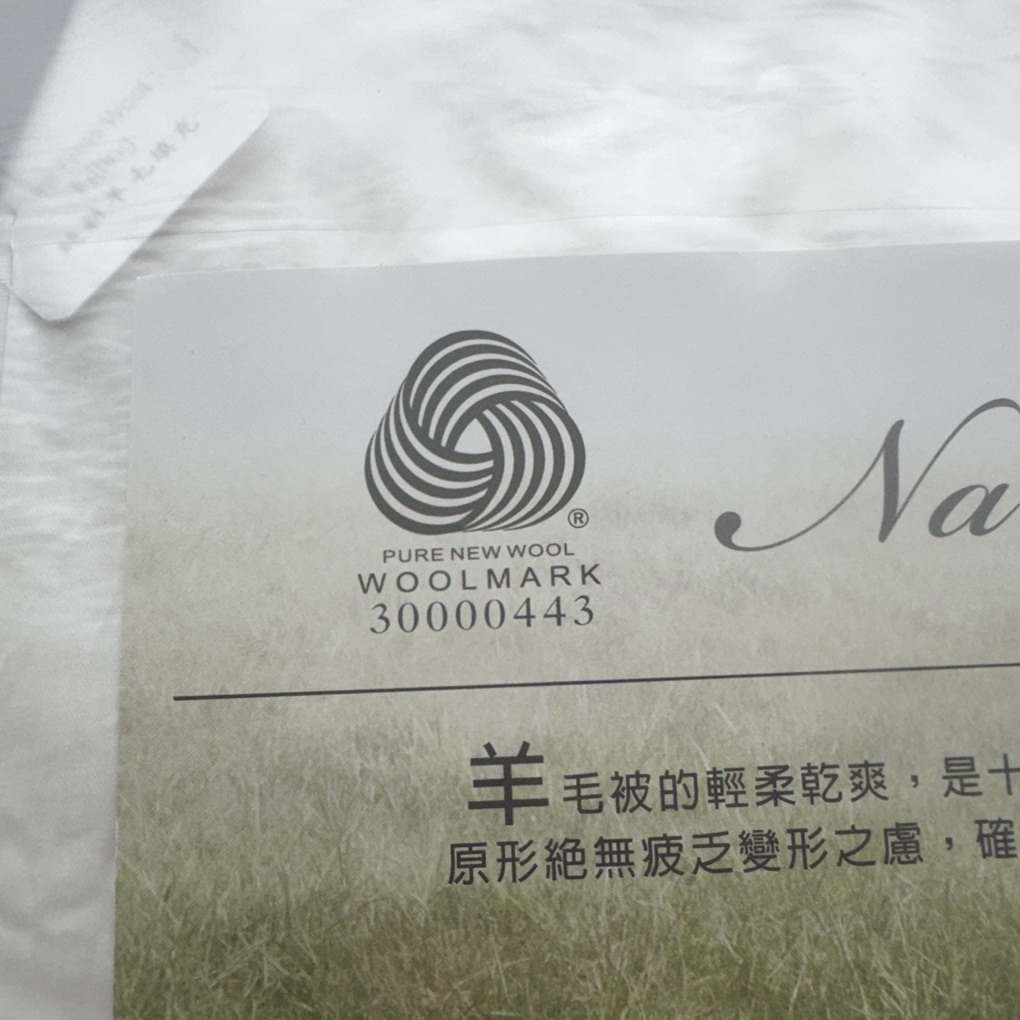 ®
PURE NEW WOOL
WOOLMARK
30000443
Na
羊毛被的輕柔乾爽，是十
原形絕無疲乏變形之慮，確